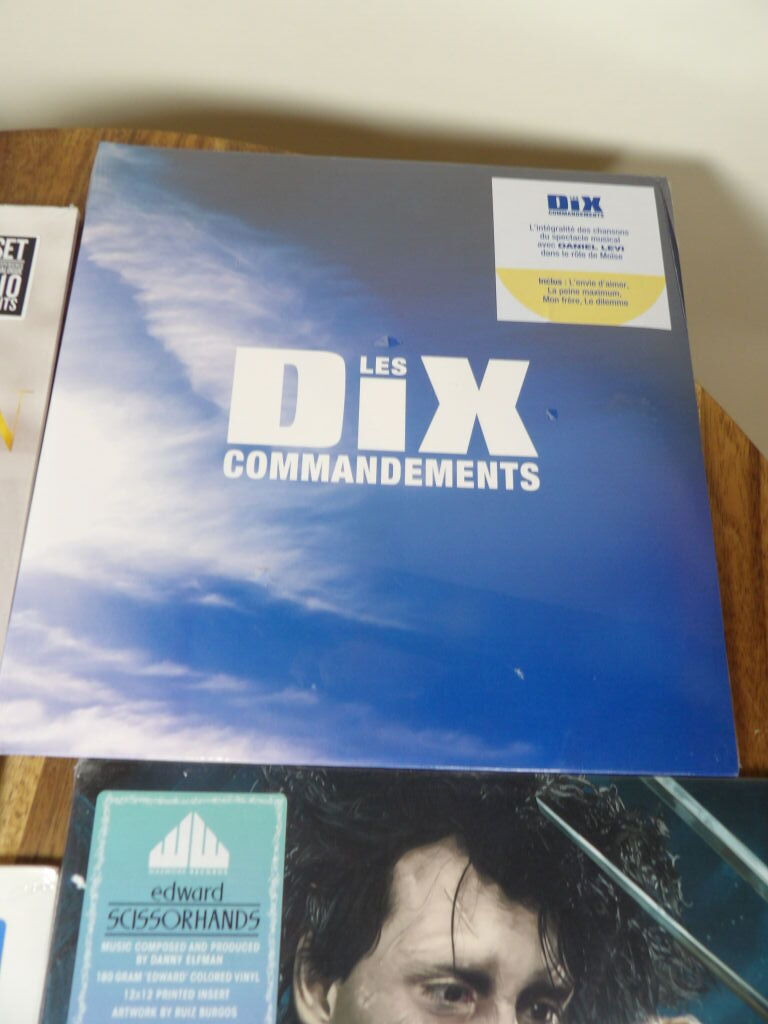 SET
10
DiX
COMMANDEMENTS
L'intégralité des chansons
du spectacle musical
avec DANIEL LEVI
dans le rôle de Moïse
Inclus : L'envie d'aimer,
La peine maximum,
Mon frère, Le dilemme
LES
DiX
COMMANDEMENTS
WAXWORK RECORDS
edward
SCISSORHANDS
MUSIC COMPOSED AND PRODUCED
BY DANNY ELFMAN
180 GRAM 'EDWARD' COLORED VINYL
12x12 PRINTED INSERT
ARTWORK BY RUIZ BURGOS